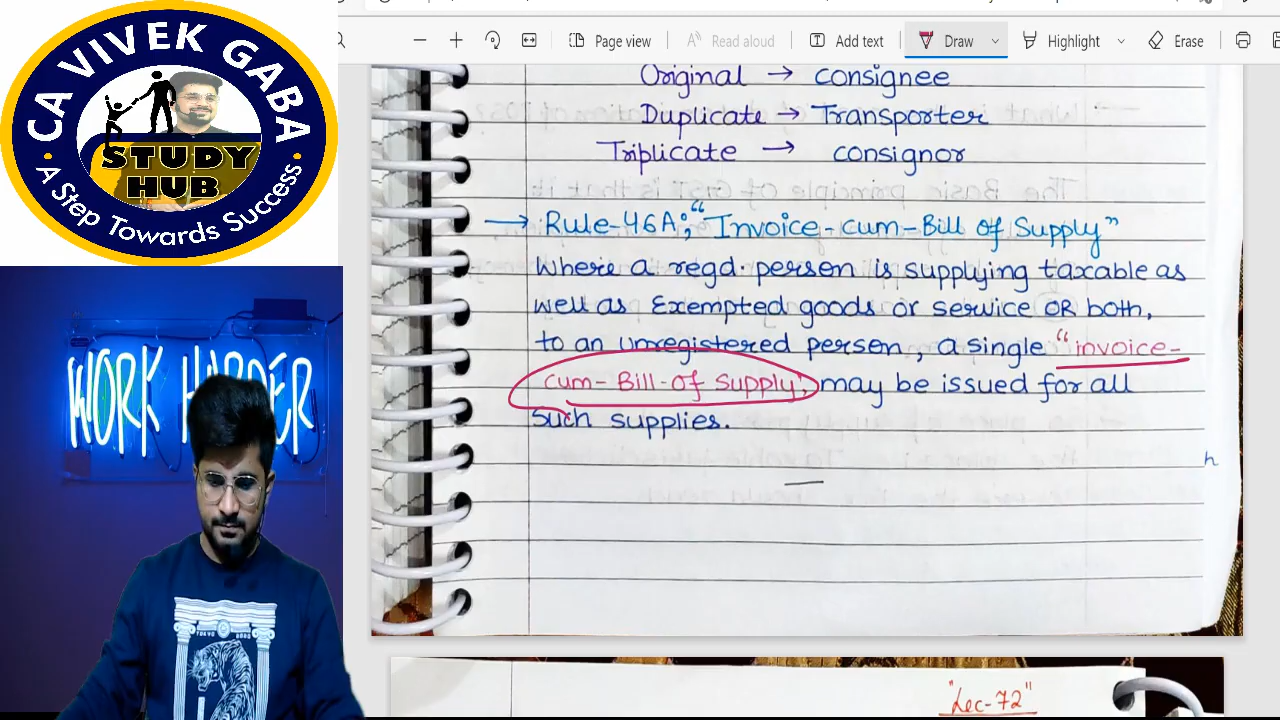 CA VIVEK GABA
STUDY
HUB
A Step Towards Success
Page view
Read aloud
Add text
Draw
Highlight
Erase
Original → consignee
Duplicate → Transporter
Triplicate → consignor
→ Rule-46A; "Invoice-cum-Bill of Supply"
Where a regd. person is supplying taxable as
well as Exempted goods or service OR both,
to an unregistered person, a single "invoice-
cum-Bill-of Supply", may be issued for all
Such supplies.
h
"Lec-72"
WORK HARDER